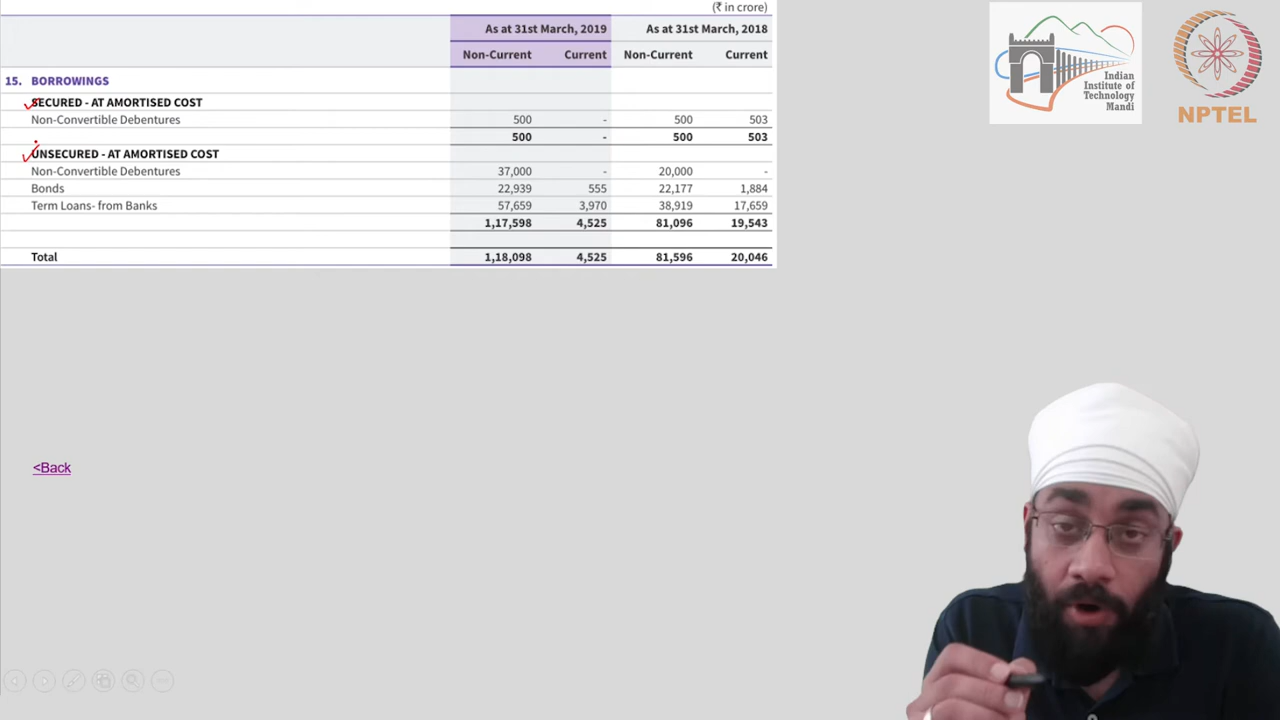 (₹ in crore)
As at 31st March, 2019 As at 31st March, 2018
Non-Current Current Non-Current Current
15. BORROWINGS
SECURED - AT AMORTISED COST
Non-Convertible Debentures 500 - 500 503
500 - 500 503
UNSECURED - AT AMORTISED COST
Non-Convertible Debentures 37,000 - 20,000 -
Bonds 22,939 555 22,177 1,884
Term Loans- from Banks 57,659 3,970 38,919 17,659
1,17,598 4,525 81,096 19,543
Total 1,18,098 4,525 81,596 20,046
<Back
Indian
Institute of
Technology
Mandi
NPTEL